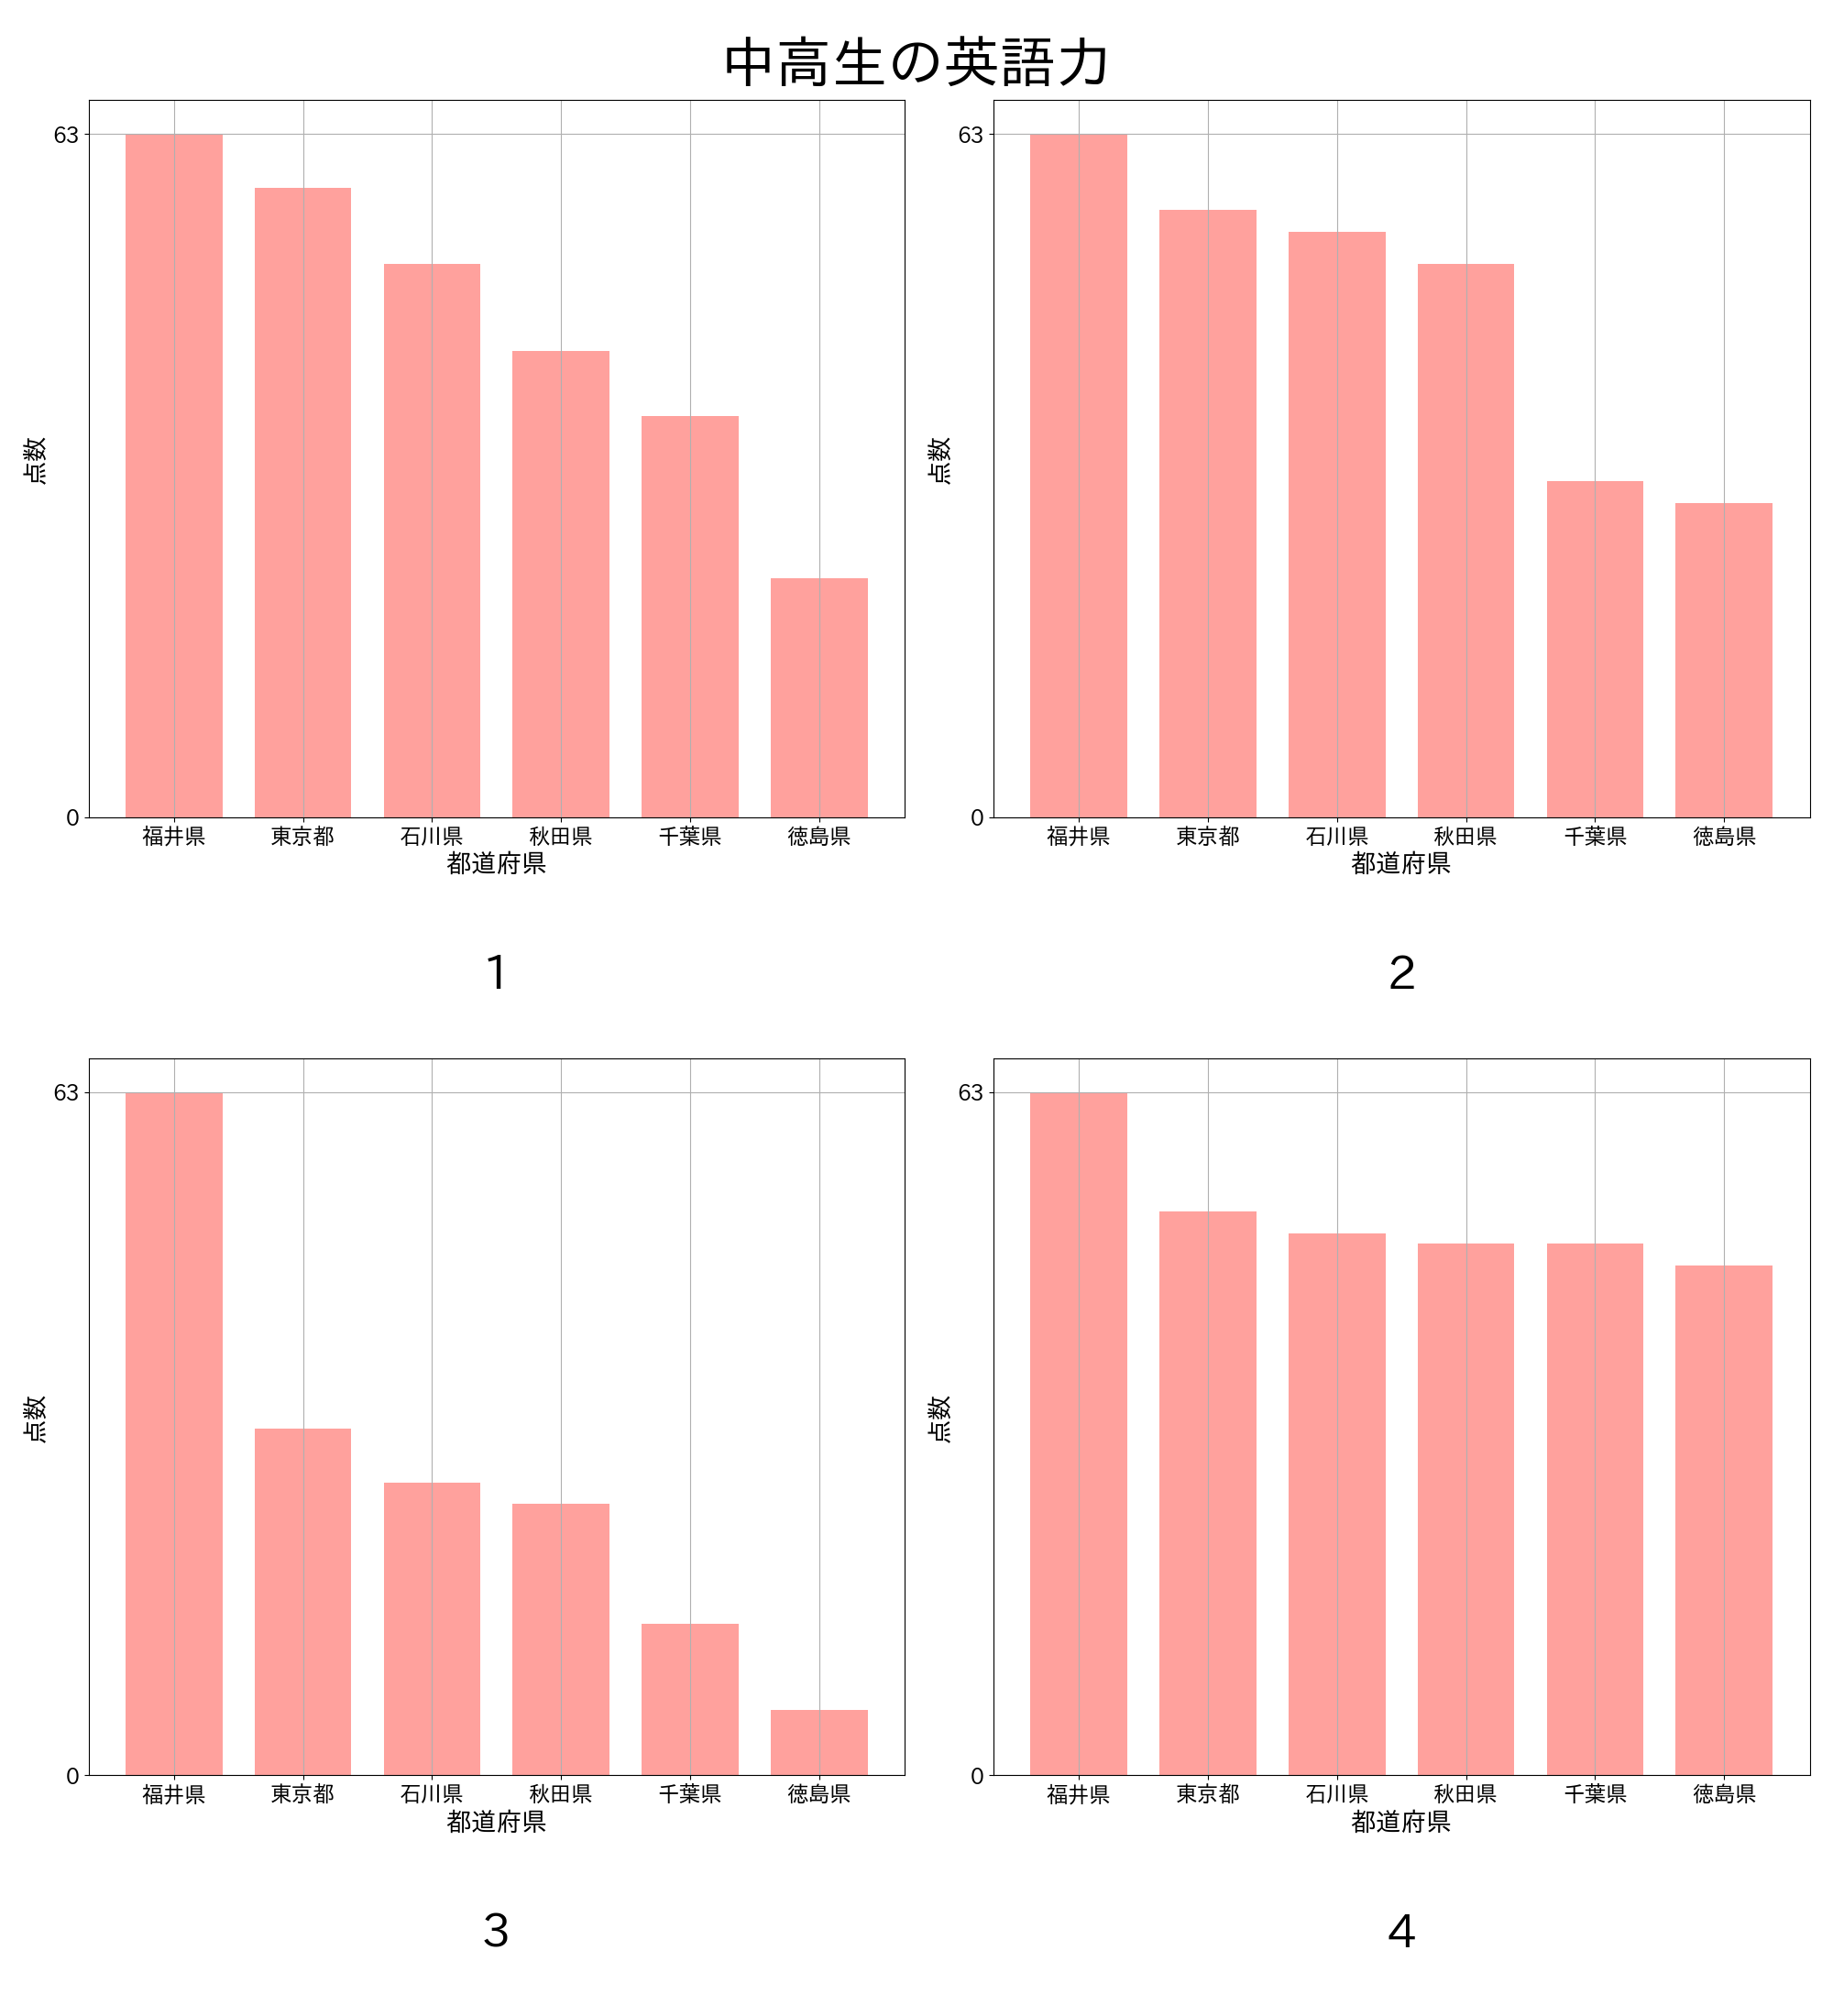 中高生の英語力
63
0
点数
福井県 東京都 石川県 秋田県 千葉県 徳島県
都道府県
1
63
0
点数
福井県 東京都 石川県 秋田県 千葉県 徳島県
都道府県
2
63
0
点数
福井県 東京都 石川県 秋田県 千葉県 徳島県
都道府県
3
63
0
点数
福井県 東京都 石川県 秋田県 千葉県 徳島県
都道府県
4